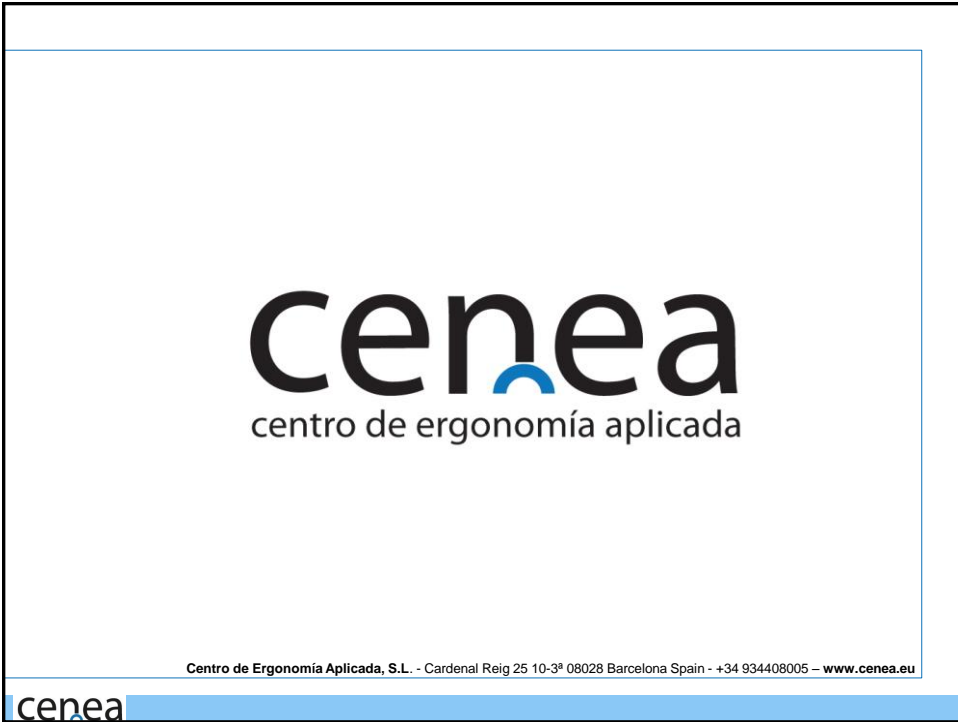 cenea
centro de ergonomía aplicada
Centro de Ergonomía Aplicada, S.L. - Cardenal Reig 25 10-3ª 08028 Barcelona Spain - +34 934408005 – www.cenea.eu
cenea